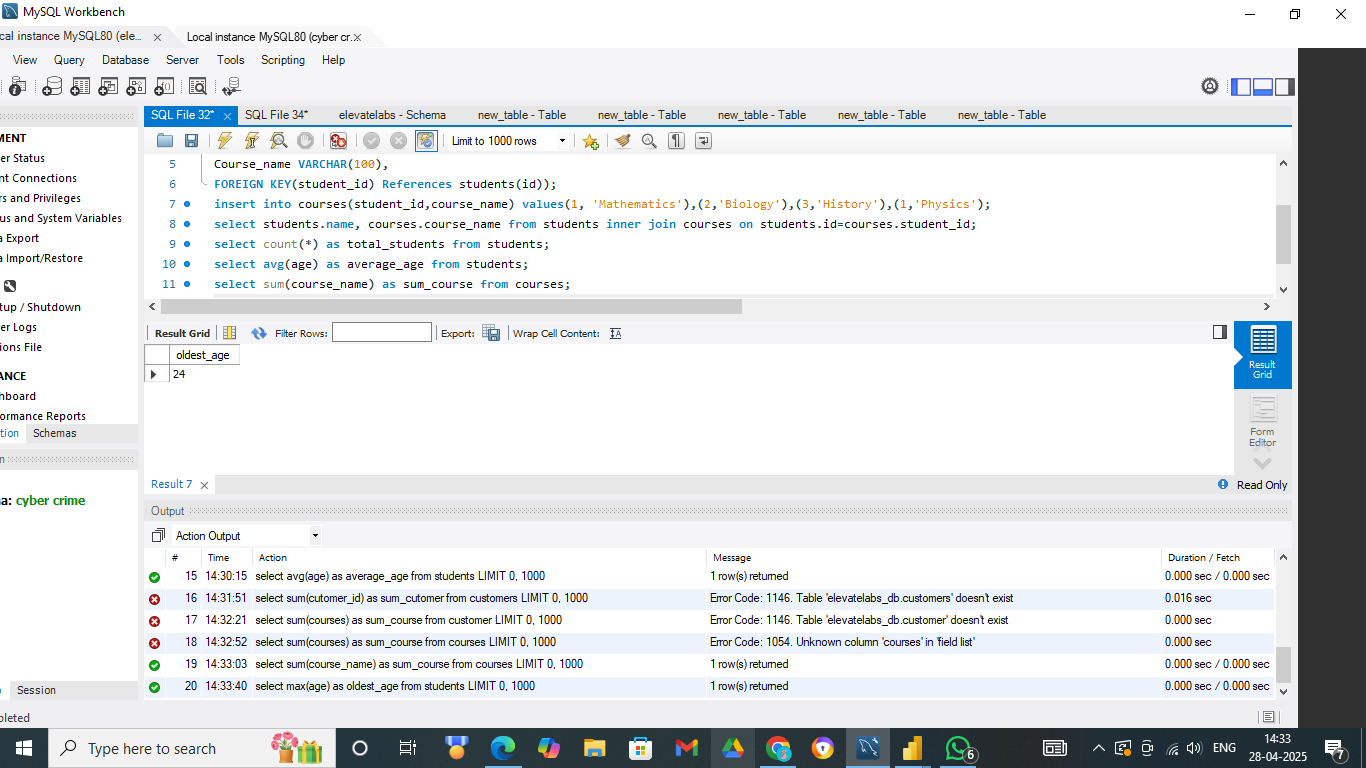 MySQL Workbench
cal instance MySQL80 (ele... ✕ Local instance MySQL80 (cyber cr... ✕
View Query Database Server Tools Scripting Help
SQL File 32* ✕ SQL File 34* elevatelabs - Schema new_table - Table new_table - Table new_table - Table new_table - Table new_table - Table
Limit to 1000 rows
MENT
er Status
nt Connections
rs and Privileges
us and System Variables
a Export
a Import/Restore
tup / Shutdown
er Logs
ions File
ANCE
hboard
ormance Reports
tion Schemas
n
a: cyber crime
Session
pleted
5 Course_name VARCHAR(100),
6 FOREIGN KEY(student_id) References students(id));
7 insert into courses(student_id,course_name) values(1, 'Mathematics'),(2,'Biology'),(3,'History'),(1,'Physics');
8 select students.name, courses.course_name from students inner join courses on students.id=courses.student_id;
9 select count(*) as total_students from students;
10 select avg(age) as average_age from students;
11 select sum(course_name) as sum_course from courses;
Result Grid Filter Rows: Export: Wrap Cell Content:
oldest_age
24
Result Grid
Form Editor
Result 7 ✕ Read Only
Output
Action Output
# Time Action Message Duration / Fetch
15 14:30:15 select avg(age) as average_age from students LIMIT 0, 1000 1 row(s) returned 0.000 sec / 0.000 sec
16 14:31:51 select sum(cutomer_id) as sum_cutomer from customers LIMIT 0, 1000 Error Code: 1146. Table 'elevatelabs_db.customers' doesn't exist 0.016 sec
17 14:32:21 select sum(courses) as sum_course from customer LIMIT 0, 1000 Error Code: 1146. Table 'elevatelabs_db.customer' doesn't exist 0.000 sec
18 14:32:52 select sum(courses) as sum_course from courses LIMIT 0, 1000 Error Code: 1054. Unknown column 'courses' in 'field list' 0.000 sec
19 14:33:03 select sum(course_name) as sum_course from courses LIMIT 0, 1000 1 row(s) returned 0.000 sec / 0.000 sec
20 14:33:40 select max(age) as oldest_age from students LIMIT 0, 1000 1 row(s) returned 0.000 sec / 0.000 sec
Type here to search
6
ENG
14:33
28-04-2025
7